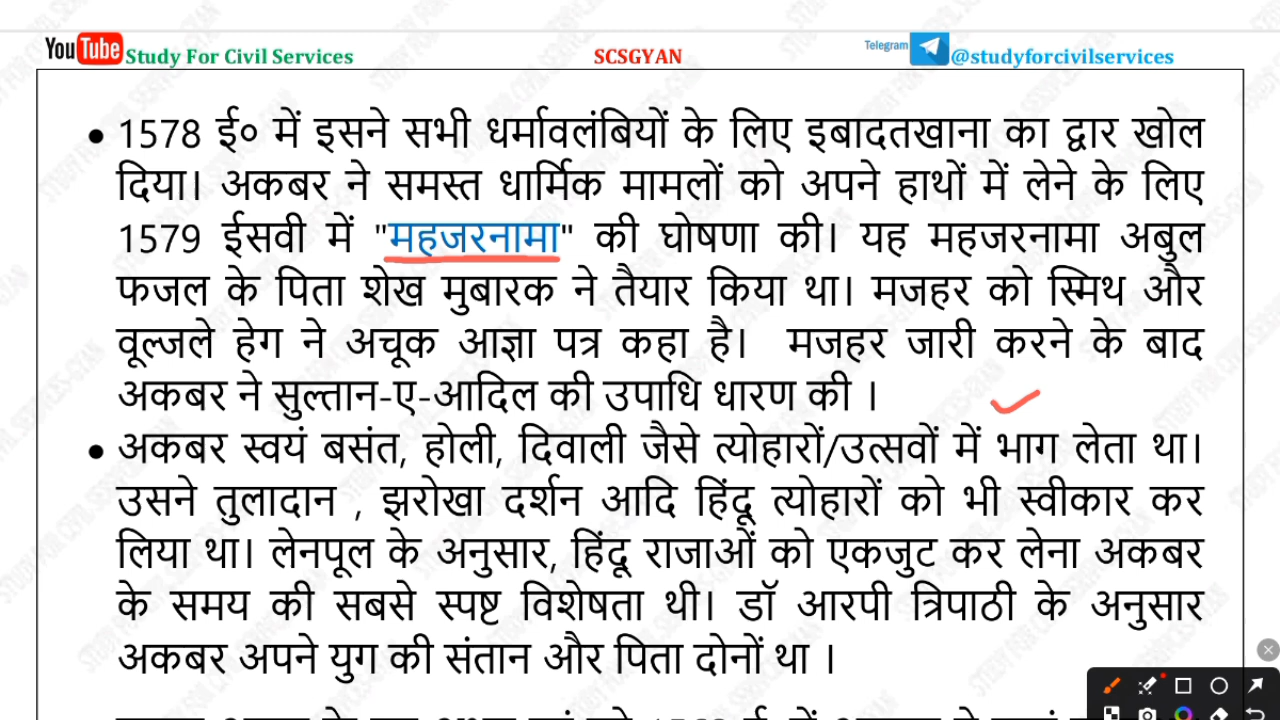 YouTube Study For Civil Services SCSGYAN Telegram @studyforcivilservices
• 1578 ई० में इसने सभी धर्मावलंबियों के लिए इबादतखाना का द्वार खोल
दिया। अकबर ने समस्त धार्मिक मामलों को अपने हाथों में लेने के लिए
1579 ईसवी में "महजरनामा" की घोषणा की। यह महजरनामा अबुल
फजल के पिता शेख मुबारक ने तैयार किया था। मजहर को स्मिथ और
वूल्जले हेग ने अचूक आज्ञा पत्र कहा है। मजहर जारी करने के बाद
अकबर ने सुल्तान-ए-आदिल की उपाधि धारण की ।
• अकबर स्वयं बसंत, होली, दिवाली जैसे त्योहारों/उत्सवों में भाग लेता था।
उसने तुलादान , झरोखा दर्शन आदि हिंदू त्योहारों को भी स्वीकार कर
लिया था। लेनपूल के अनुसार, हिंदू राजाओं को एकजुट कर लेना अकबर
के समय की सबसे स्पष्ट विशेषता थी। डॉ आरपी त्रिपाठी के अनुसार
अकबर अपने युग की संतान और पिता दोनों था ।